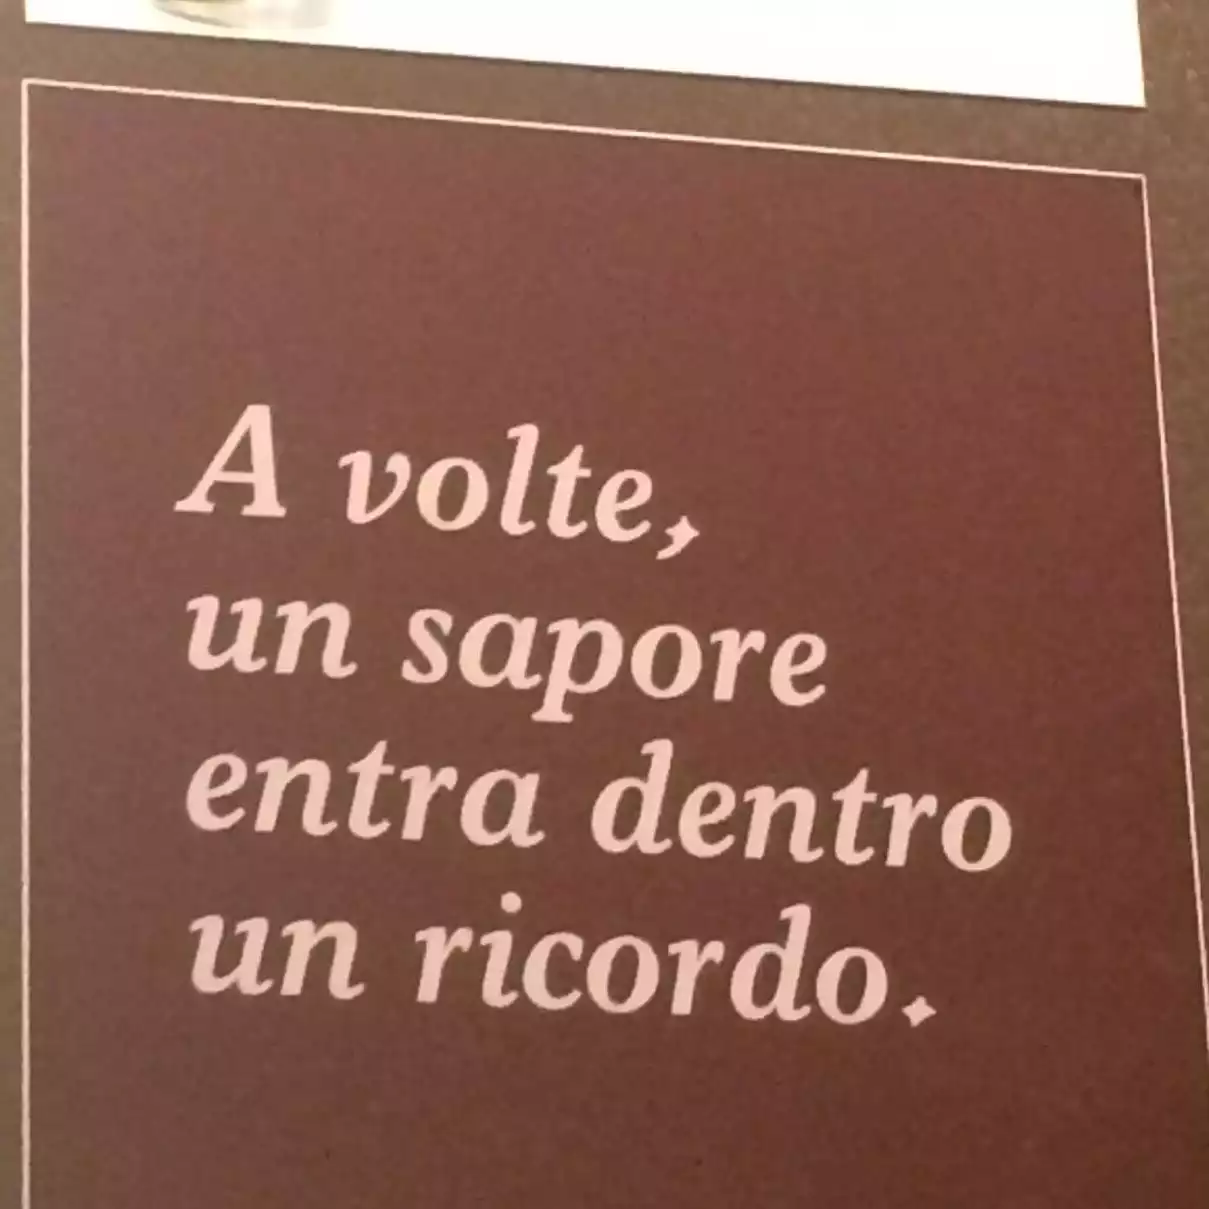 A volte,
un sapore
entra dentro
un ricordo.